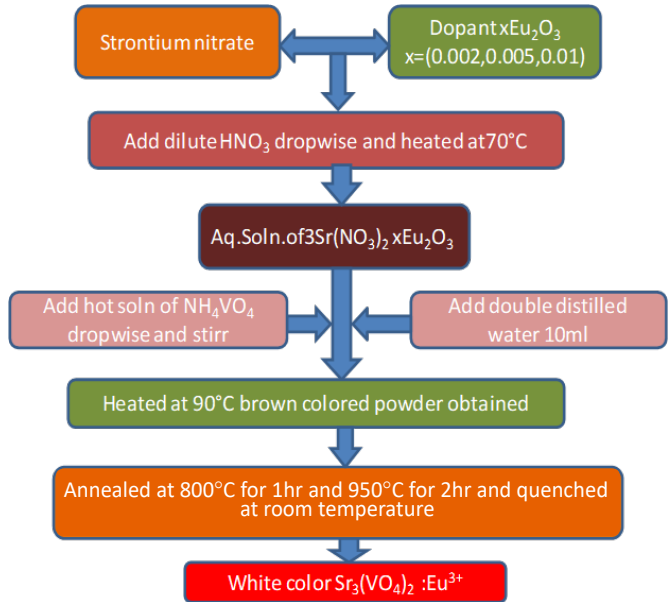 Strontium nitrate
Dopant xEu₂O₃
x=(0.002,0.005,0.01)
Add dilute HNO₃ dropwise and heated at70°C
Aq.Soln.of3Sr(NO₃)₂ xEu₂O₃
Add hot soln of NH₄VO₄
dropwise and stirr
Add double distilled
water 10ml
Heated at 90°C brown colored powder obtained
Annealed at 800°C for 1hr and 950°C for 2hr and quenched
at room temperature
White color Sr₃(VO₄)₂ :Eu³⁺